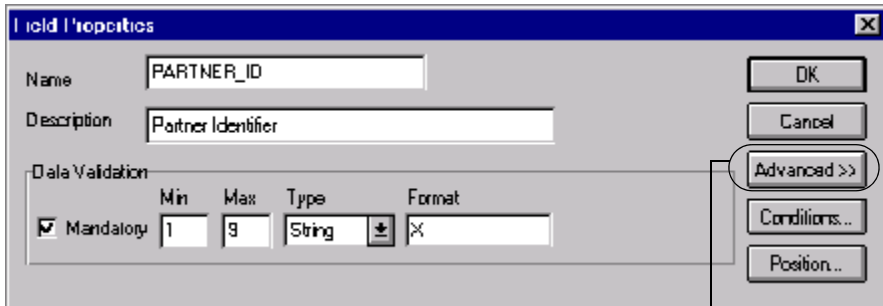 Field Properties
Name PARTNER_ID OK
Description Partner Identifier Cancel
Advanced >>
Data Validation
Min Max Type Format
Mandatory 1 9 String X
Conditions...
Position...